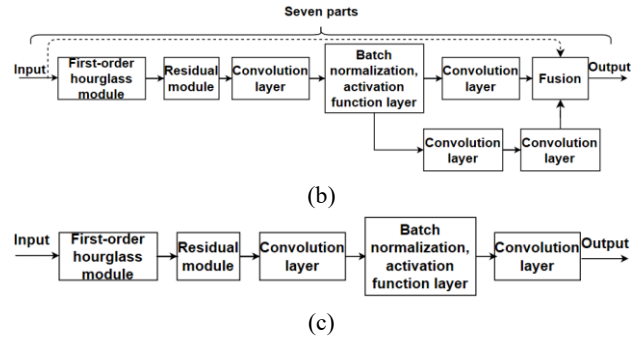 Seven parts
Input
First-order
hourglass
module
Residual
module
Convolution
layer
Batch
normalization,
activation
function layer
Convolution
layer
Fusion
Output
Convolution
layer
Convolution
layer
(b)
Input
First-order
hourglass
module
Residual
module
Convolution
layer
Batch
normalization,
activation
function layer
Convolution
layer
Output
(c)